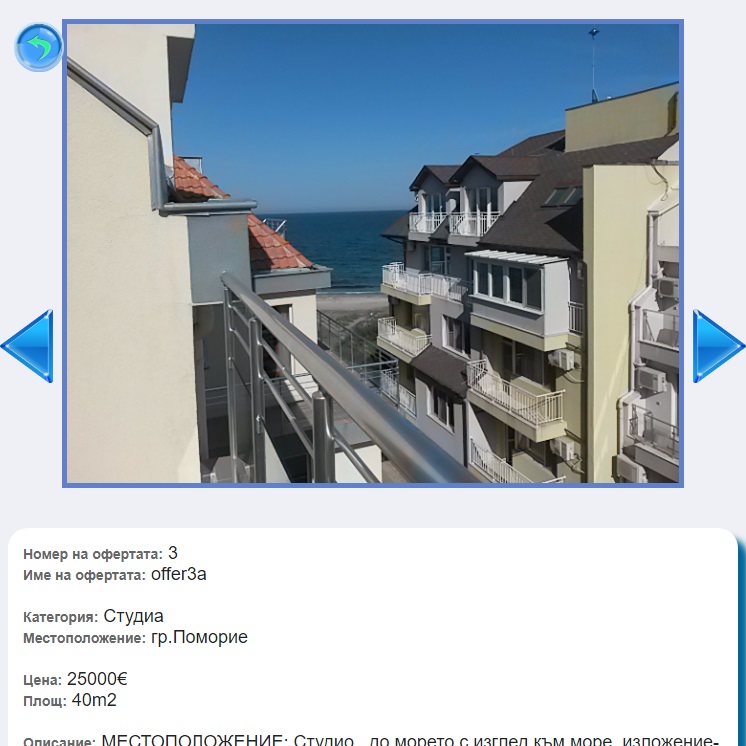 Номер на офертата: 3
Име на офертата: offer3a
Категория: Студиа
Местоположение: гр.Поморие
Цена: 25000€
Площ: 40m2
Описание: МЕСТОПОЛОЖЕНИЕ: Студио , до морето с изглед към море, изложение-